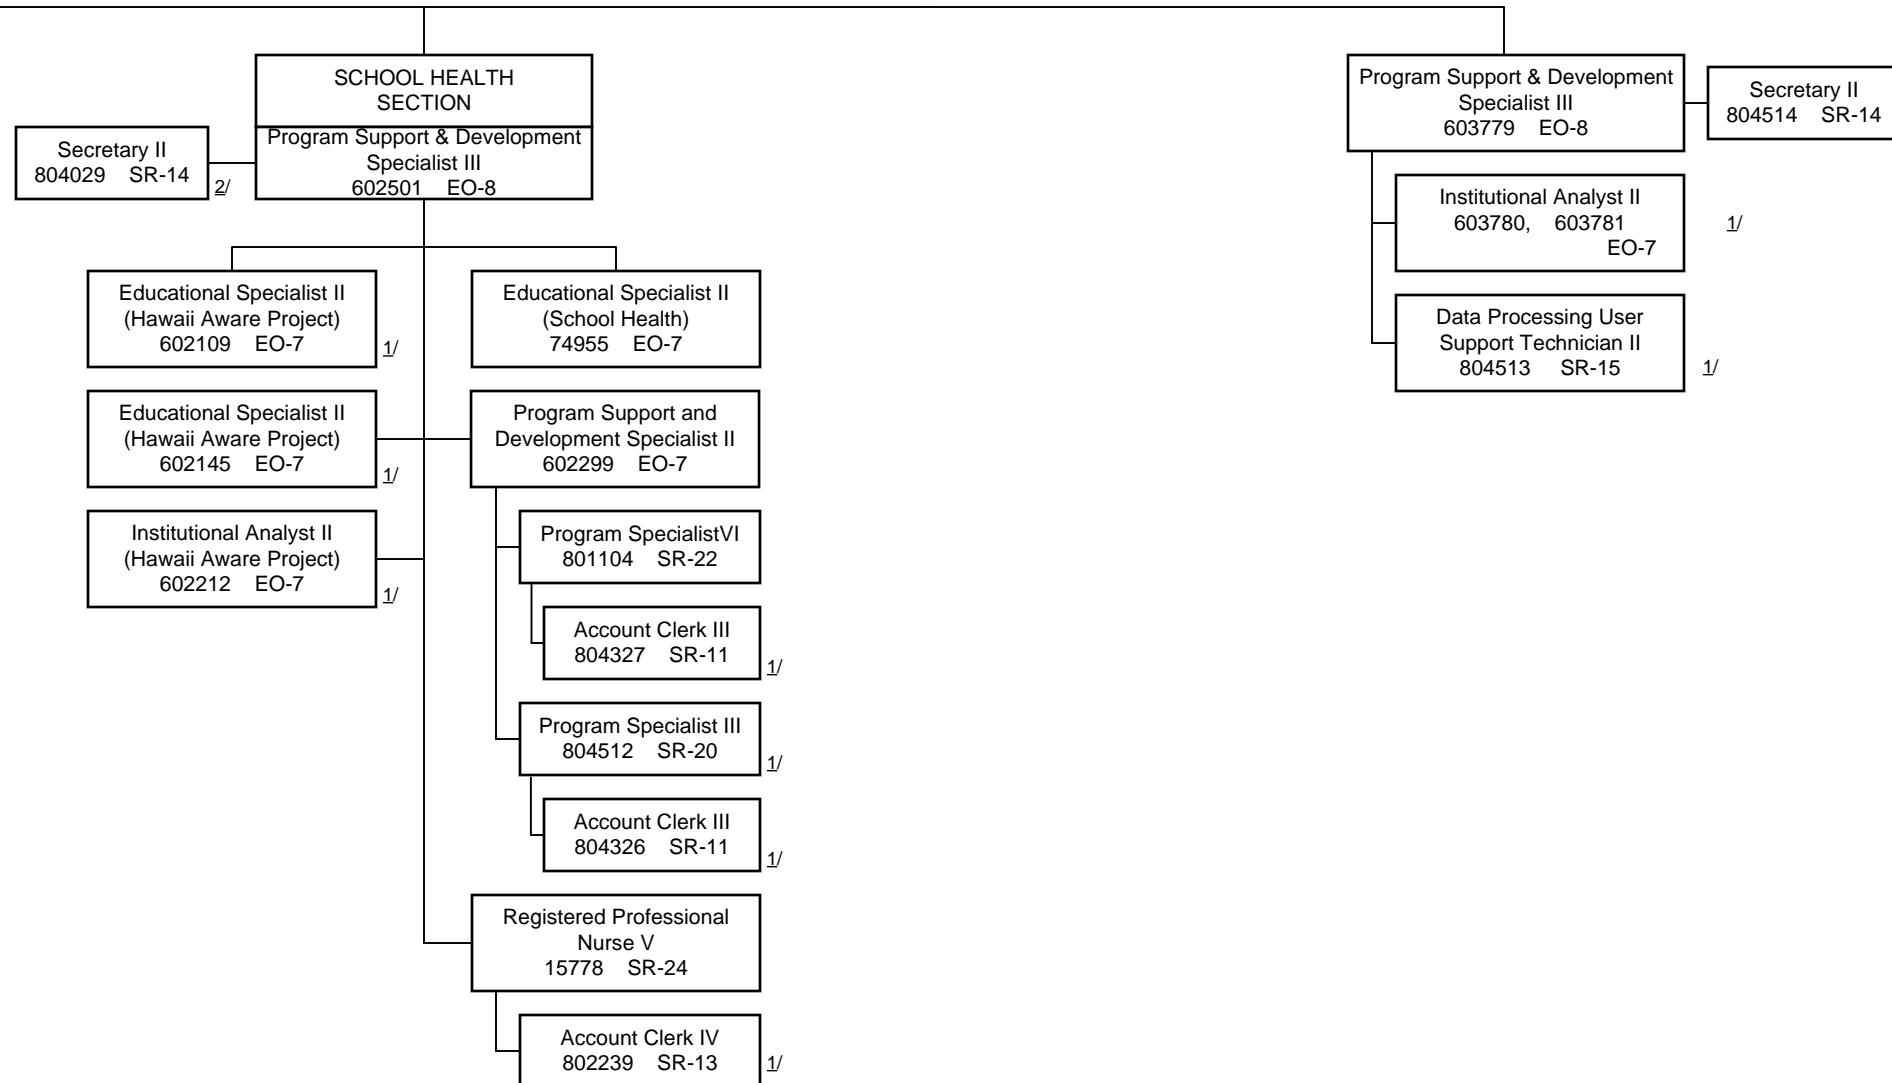 SCHOOL HEALTH
SECTION
Program Support & Development
Specialist III
602501 EO-8
Secretary II
804029 SR-14
2/
Educational Specialist II
(Hawaii Aware Project)
602109 EO-7
1/
Educational Specialist II
(School Health)
74955 EO-7
Educational Specialist II
(Hawaii Aware Project)
602145 EO-7
1/
Program Support and
Development Specialist II
602299 EO-7
Institutional Analyst II
(Hawaii Aware Project)
602212 EO-7
1/
Program SpecialistVI
801104 SR-22
Account Clerk III
804327 SR-11
1/
Program Specialist III
804512 SR-20
1/
Account Clerk III
804326 SR-11
1/
Registered Professional
Nurse V
15778 SR-24
Account Clerk IV
802239 SR-13
1/
Program Support & Development
Specialist III
603779 EO-8
Secretary II
804514 SR-14
Institutional Analyst II
603780, 603781
EO-7
1/
Data Processing User
Support Technician II
804513 SR-15
1/